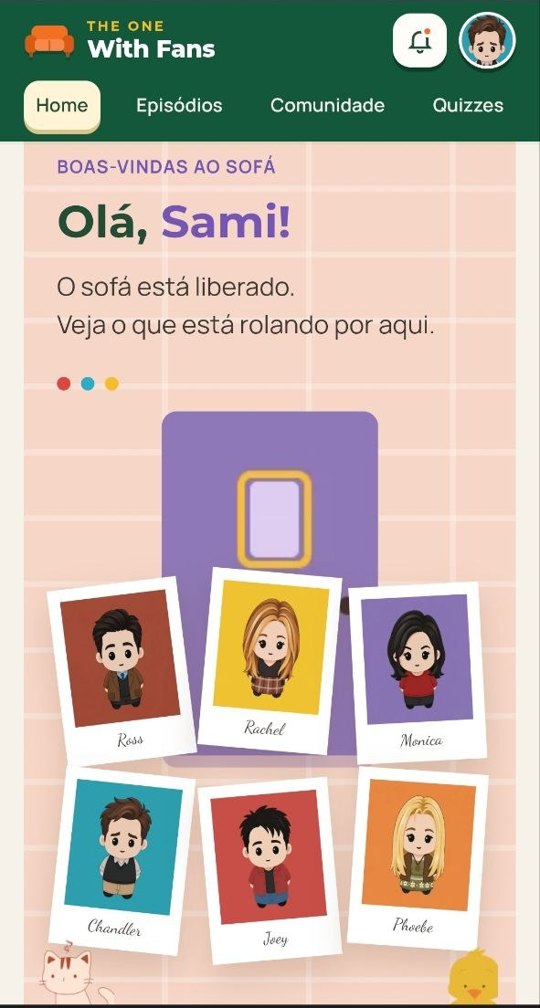 THE ONE
With Fans
Home Episódios Comunidade Quizzes
BOAS-VINDAS AO SOFÁ
Olá, Sami!
O sofá está liberado.
Veja o que está rolando por aqui.
Ross
Rachel
Monica
Chandler
Joey
Phoebe